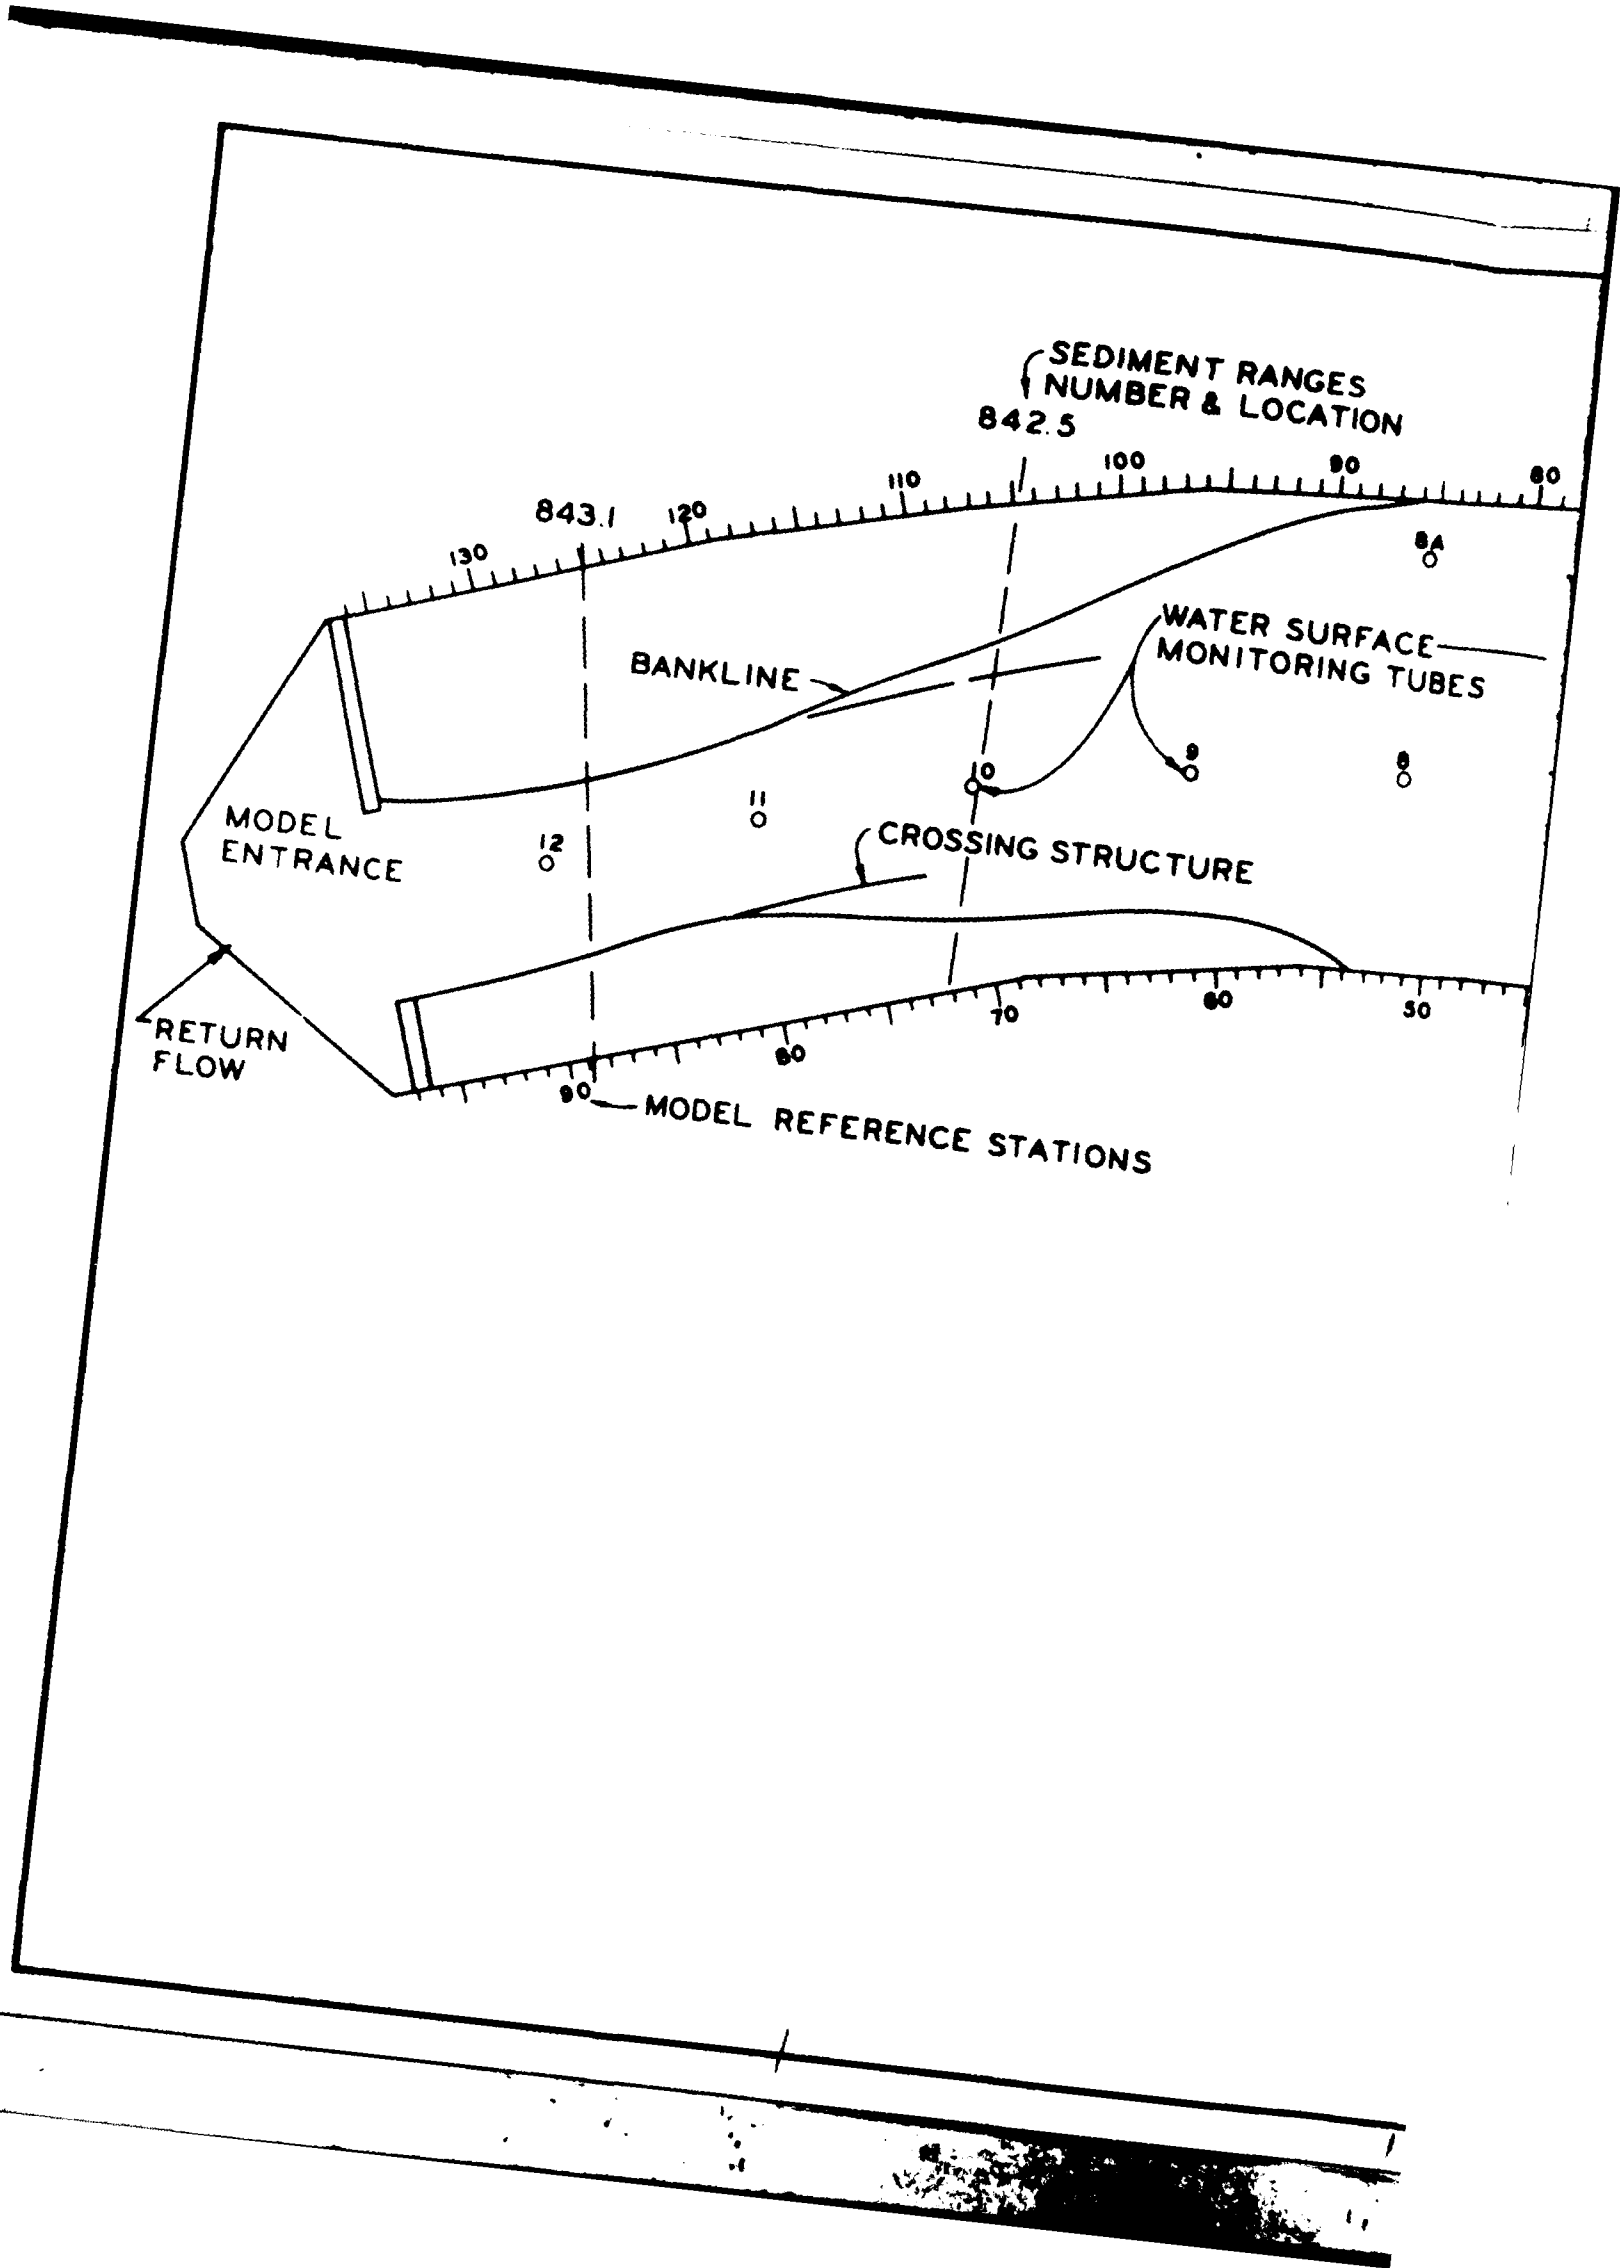 SEDIMENT RANGES
NUMBER & LOCATION
842.5
100
90
80
110
843.1
120
130
8A
WATER SURFACE
MONITORING TUBES
BANKLINE
9
8
10
11
MODEL
ENTRANCE
12
CROSSING STRUCTURE
RETURN
FLOW
70
60
50
80
90
MODEL REFERENCE STATIONS